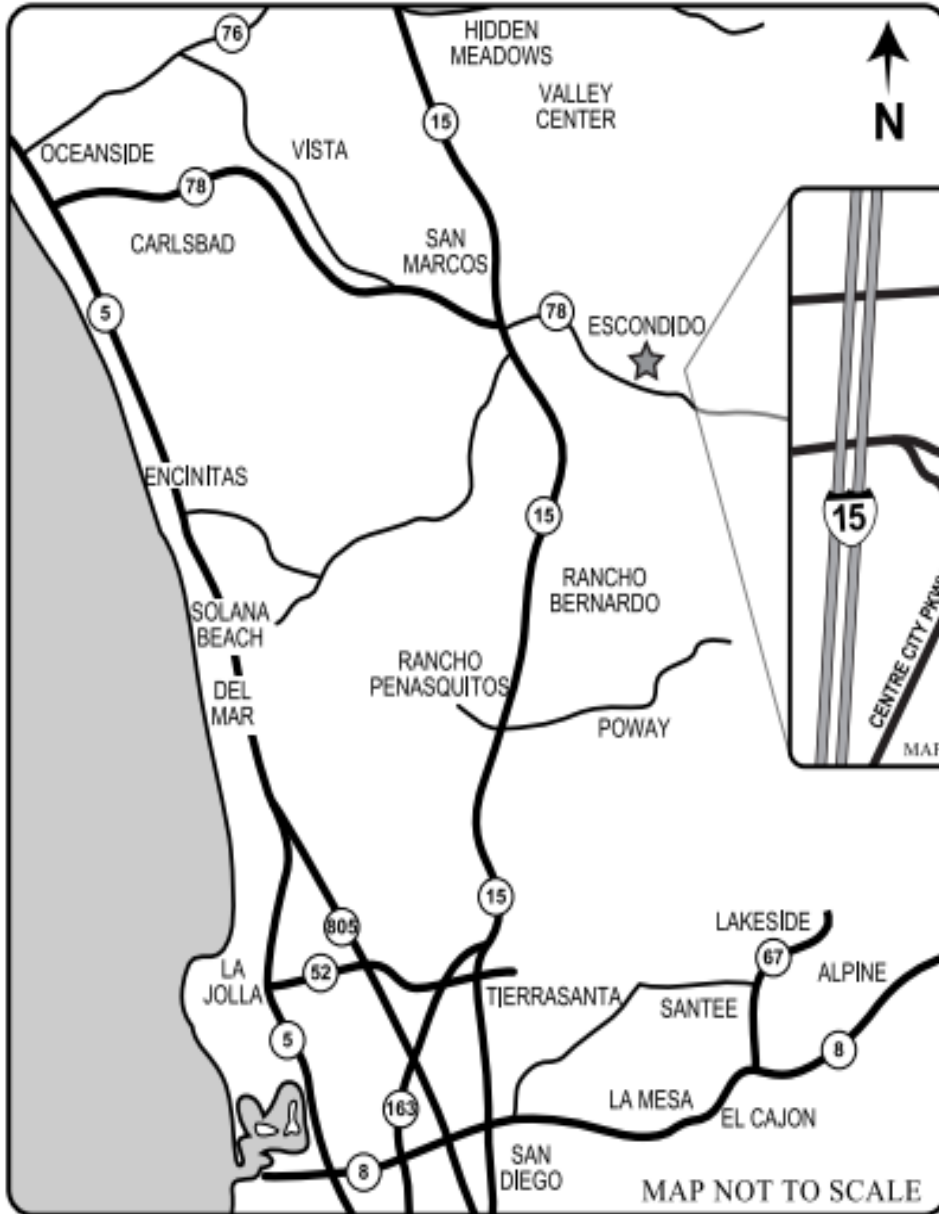 76
HIDDEN
MEADOWS
VALLEY
CENTER
N
15
OCEANSIDE
VISTA
78
CARLSBAD
SAN
MARCOS
5
78
ESCONDIDO
ENCINITAS
15
15
RANCHO
BERNARDO
SOLANA
BEACH
RANCHO
PENASQUITOS
CENTRE CITY PKWY
DEL
MAR
POWAY
MAP
15
805
LAKESIDE
67
ALPINE
LA
JOLLA
52
TIERRASANTA
SANTEE
5
8
163
LA MESA
EL CAJON
8
SAN
DIEGO
MAP NOT TO SCALE